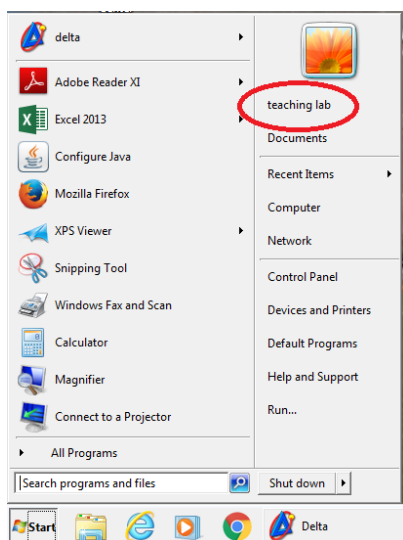 delta
Adobe Reader XI
Excel 2013
Configure Java
Mozilla Firefox
XPS Viewer
Snipping Tool
Windows Fax and Scan
Calculator
Magnifier
Connect to a Projector
All Programs
Search programs and files
teaching lab
Documents
Recent Items
Computer
Network
Control Panel
Devices and Printers
Default Programs
Help and Support
Run...
Shut down
Start
Delta